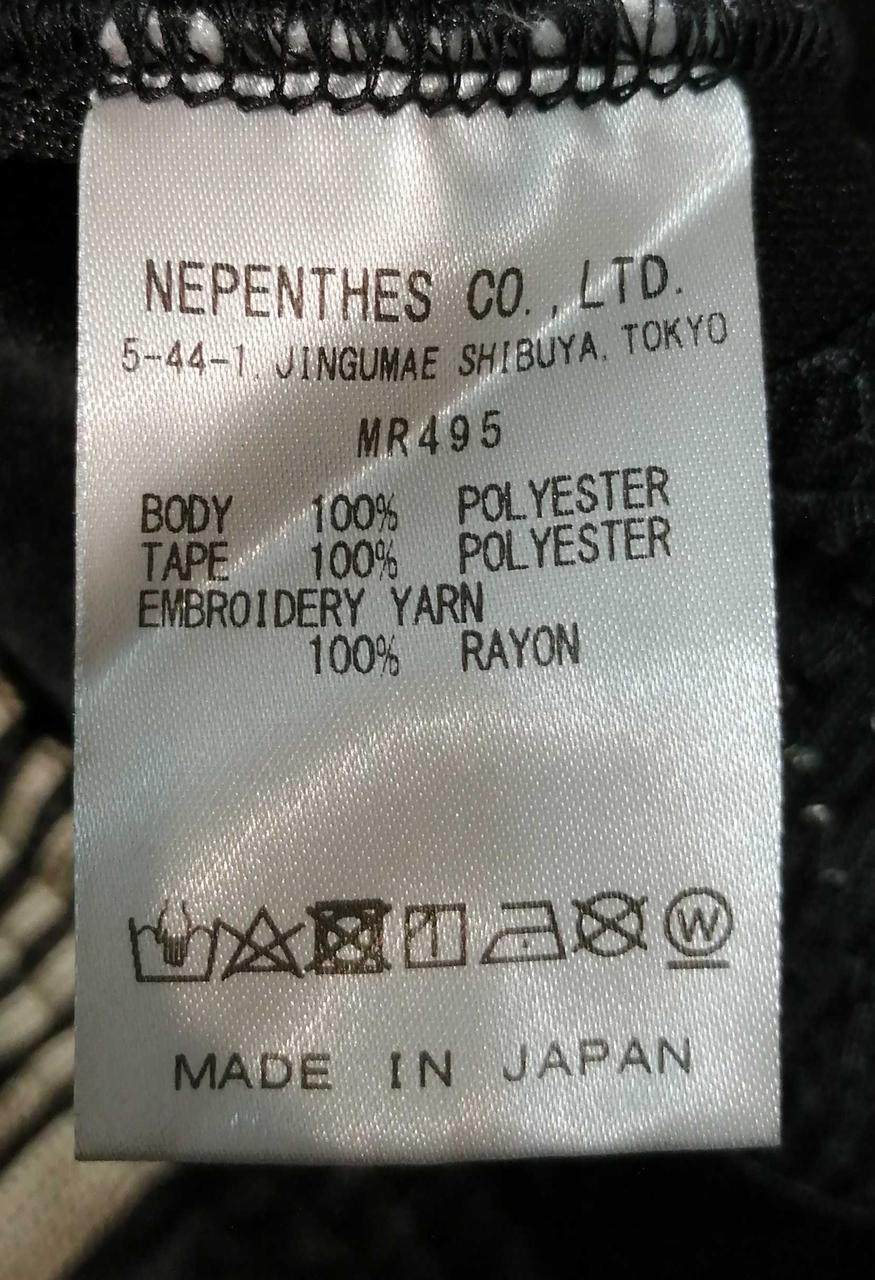 NEPENTHES CO., LTD.
5-44-1, JINGUMAE SHIBUYA, TOKYO
MR495
BODY 100% POLYESTER
TAPE 100% POLYESTER
EMBROIDERY YARN
100% RAYON
W
MADE IN JAPAN